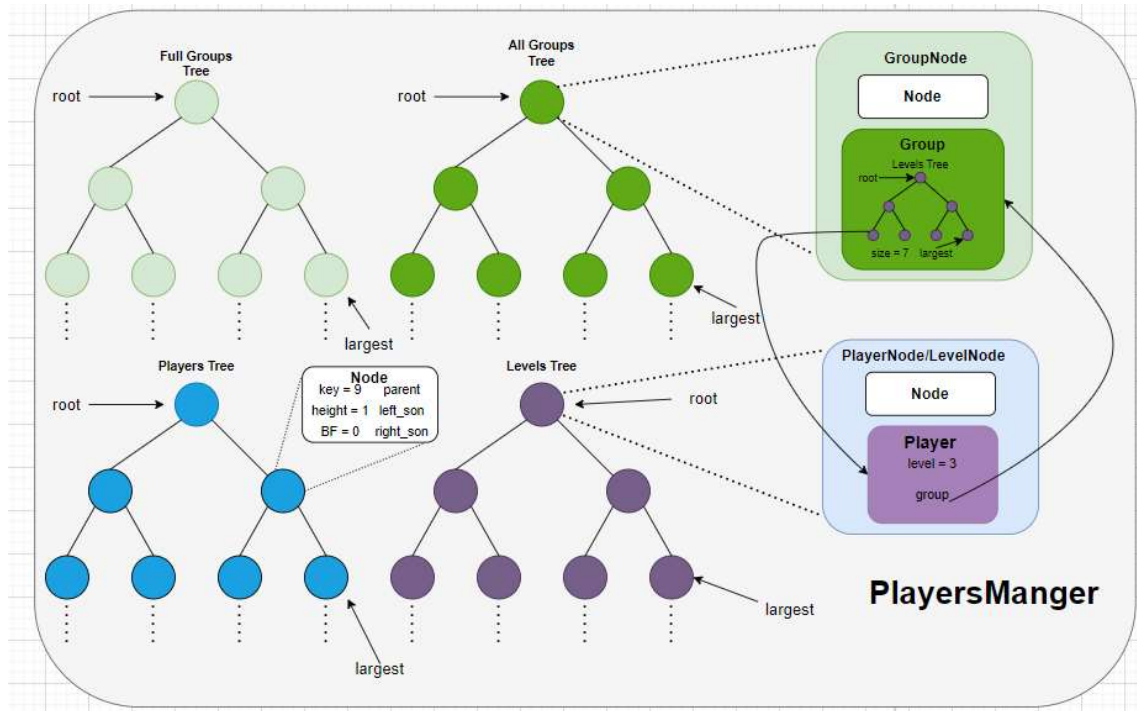 Full Groups
Tree
root
largest
All Groups
Tree
root
largest
GroupNode
Node
Group
Levels Tree
root
size = 7 largest
Players Tree
root
largest
Node
key = 9 parent
height = 1 left_son
BF = 0 right_son
Levels Tree
root
largest
PlayerNode/LevelNode
Node
Player
level = 3
group
PlayersManger